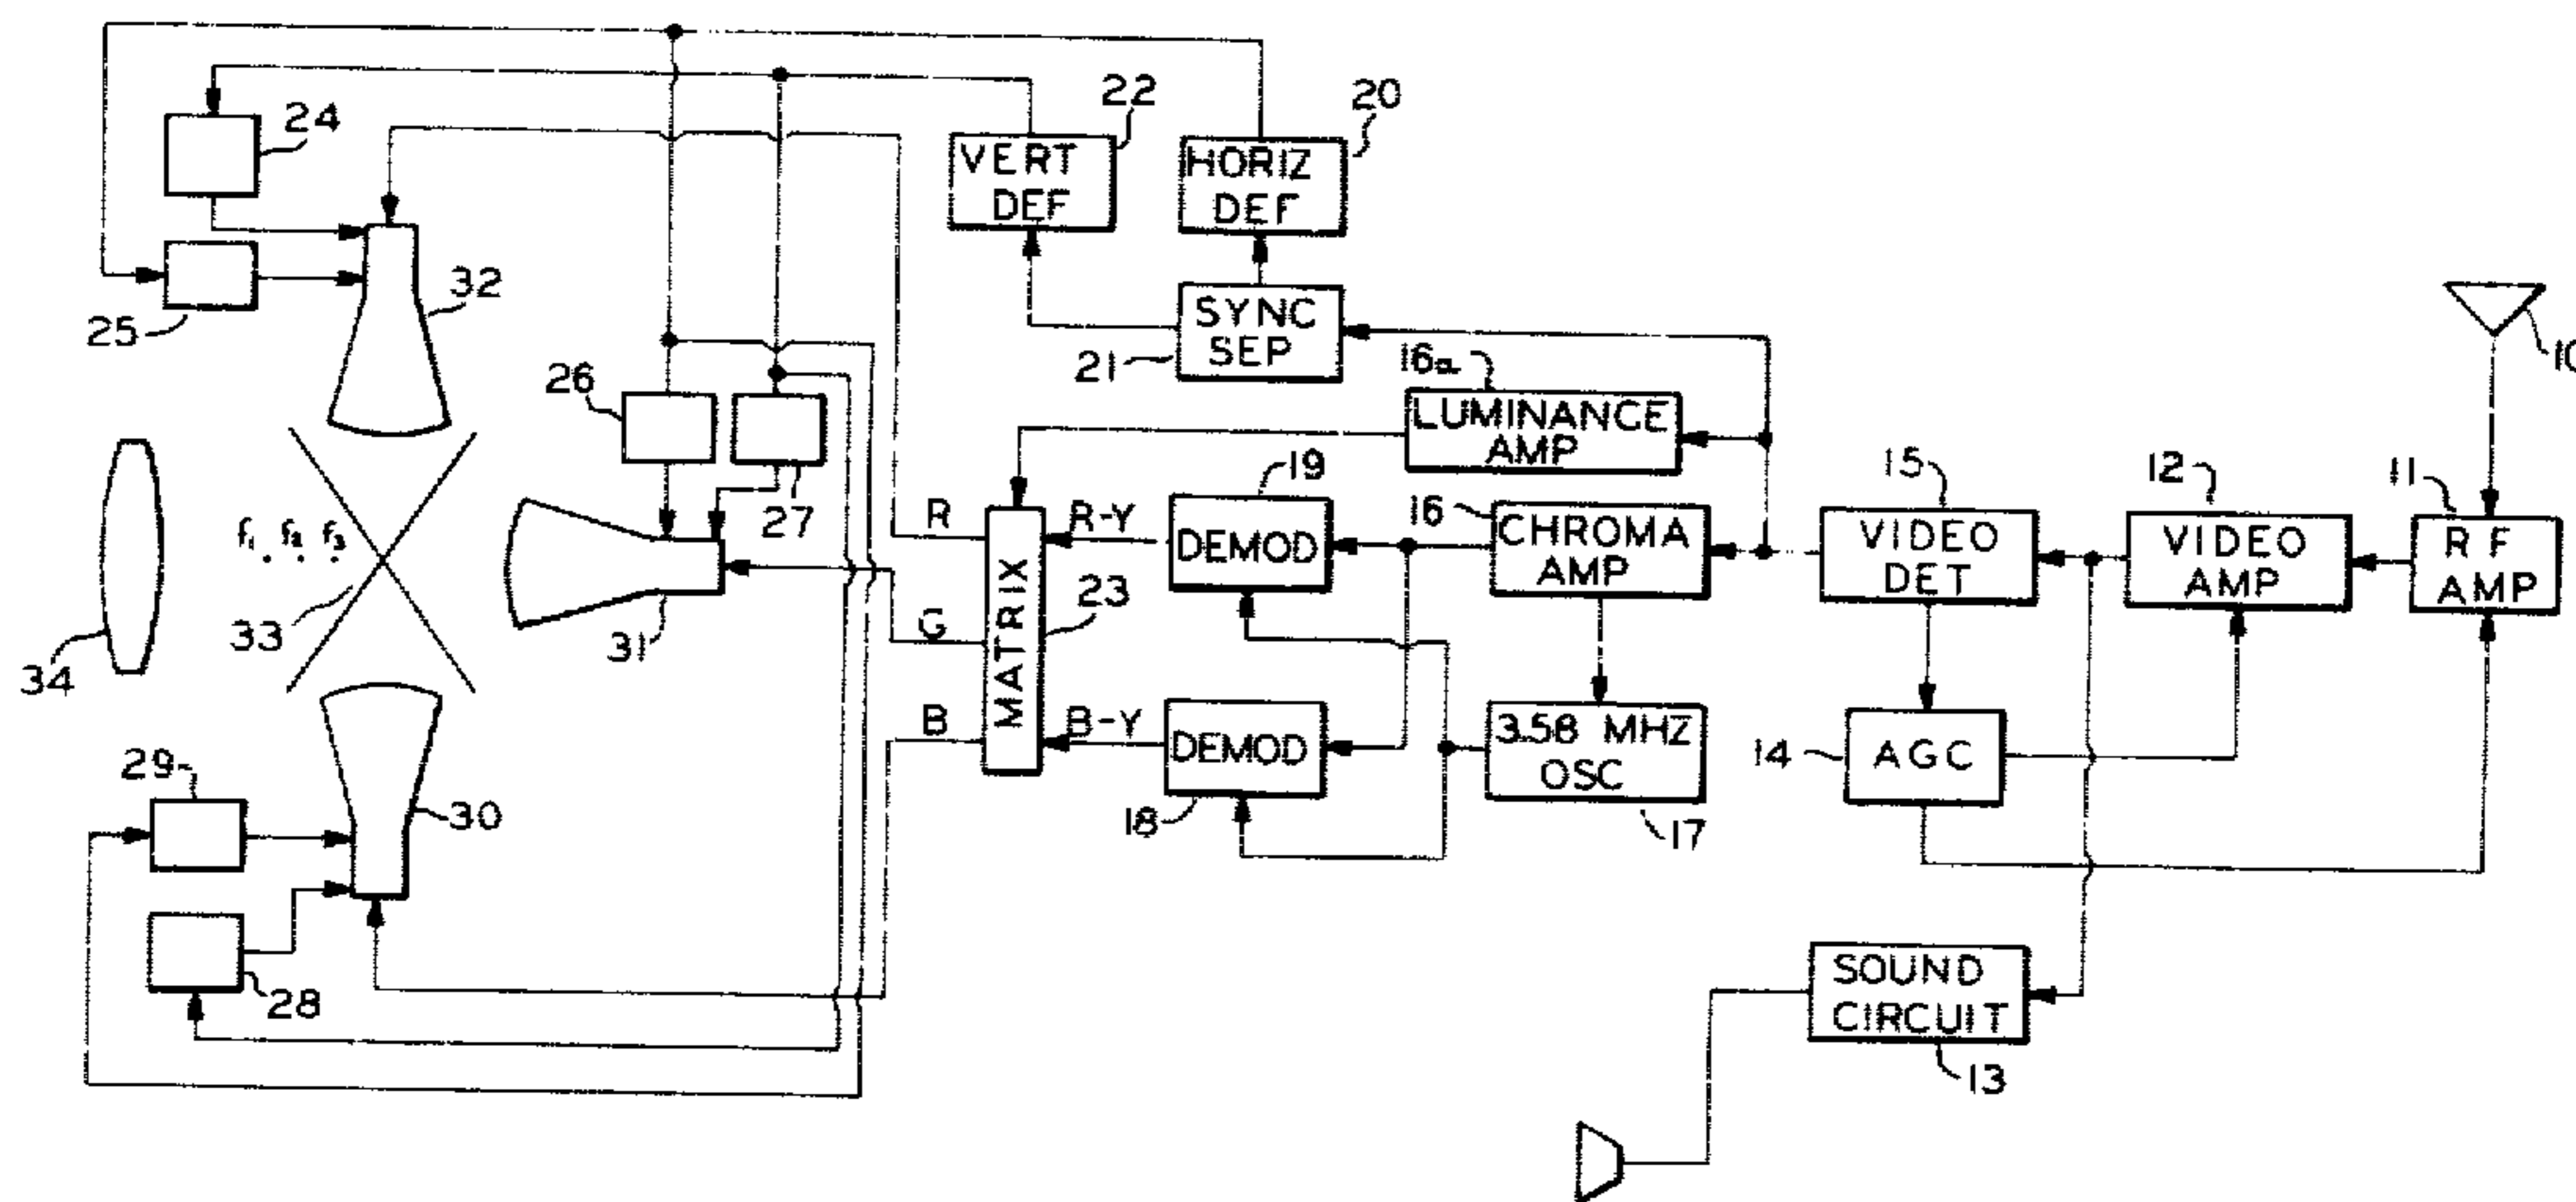 24
22
20
VERT
DEF
HORIZ
DEF
25
32
SYNC
SEP
21
16a
10
26
LUMINANCE
AMP
27
19
15
12
11
R
R-Y
DEMOD
16
CHROMA
AMP
VIDEO
DET
VIDEO
AMP
RF
AMP
f₁ f₂ f₃
33
34
31
G
MATRIX
23
B
B-Y
DEMOD
18
3.58 MHZ
OSC
17
14
AGC
29
30
28
SOUND
CIRCUIT
13